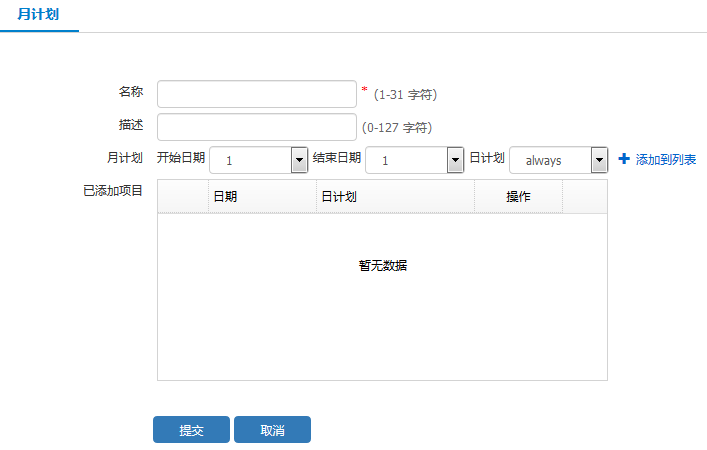 月计划
名称 * (1-31 字符)
描述 (0-127 字符)
月计划 开始日期 1 结束日期 1 日计划 always + 添加到列表
已添加项目 日期 日计划 操作
暂无数据
提交 取消